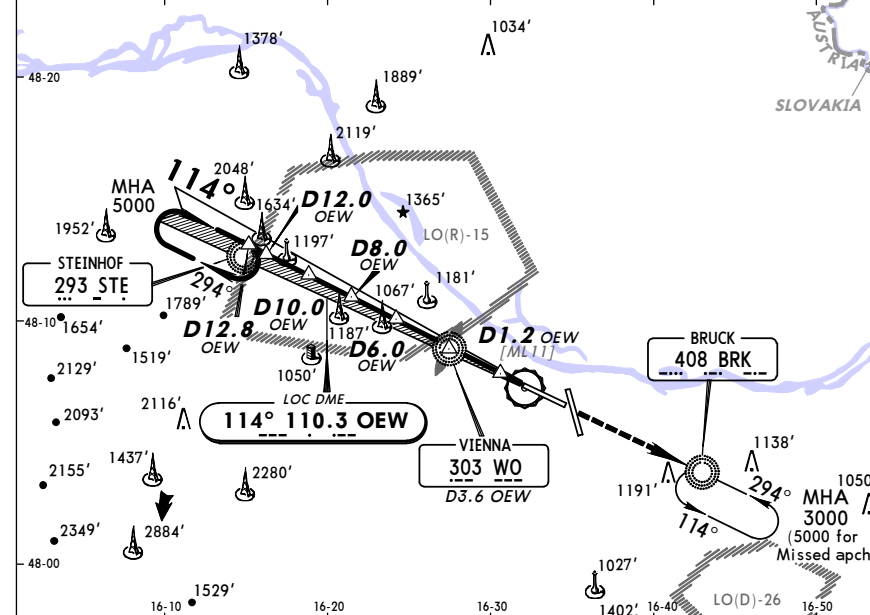 1034′
1378′
AUSTRIA
48-20
1889′
SLOVAKIA
2119′
2048′
114°
MHA
5000
1634′
D12.0
OEW
1365′
1952′
LO(R)-15
1197′
D8.0
OEW
STEINHOF
293 STE
294°
1181′
1067′
1789′
D10.0
OEW
48-10
1654′
D12.8
OEW
1187′
D1.2 OEW
[ML11]
BRUCK
408 BRK
1519′
D6.0
OEW
1050′
2129′
LOC DME
114° 110.3 OEW
2116′
2093′
VIENNA
303 WO
D3.6 OEW
1138′
1437′
2155′
2280′
1191′
294°
1050
MHA
3000
(5000 for
Missed apch
114°
2349′
2884′
48-00
1027′
1529′
LO(D)-26
16-10
16-20
16-30
16-40
16-50
1402′